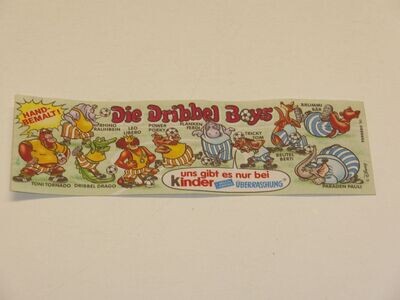 HAND-
BEMALT!
Die Dribbel Boys
RHINO
RAUHBEIN
LEO
LIBERO
POWER
PORKY
FLANKEN
FERDI
TRICKY
TOM
BEUTEL
BERTI
BRUMMI
BÄR
TONI TORNADO
DRIBBEL DRAGO
PARADEN PAULI
uns gibt es nur bei
kinder
ÜBERRASCHUNG